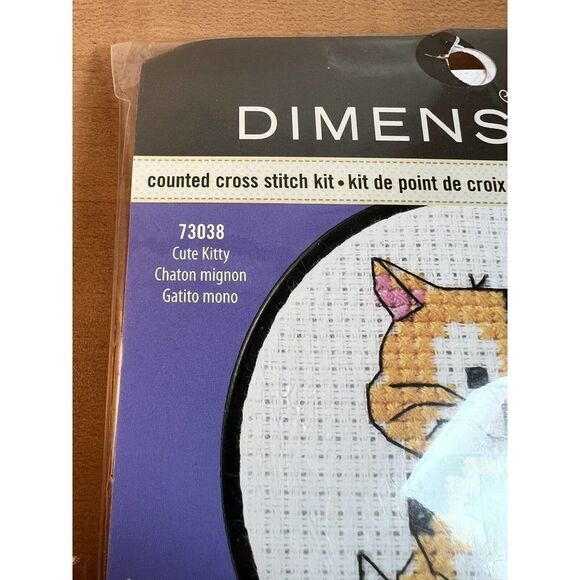 DIMENS
counted cross stitch kit • kit de point de croix
73038
Cute Kitty
Chaton mignon
Gatito mono